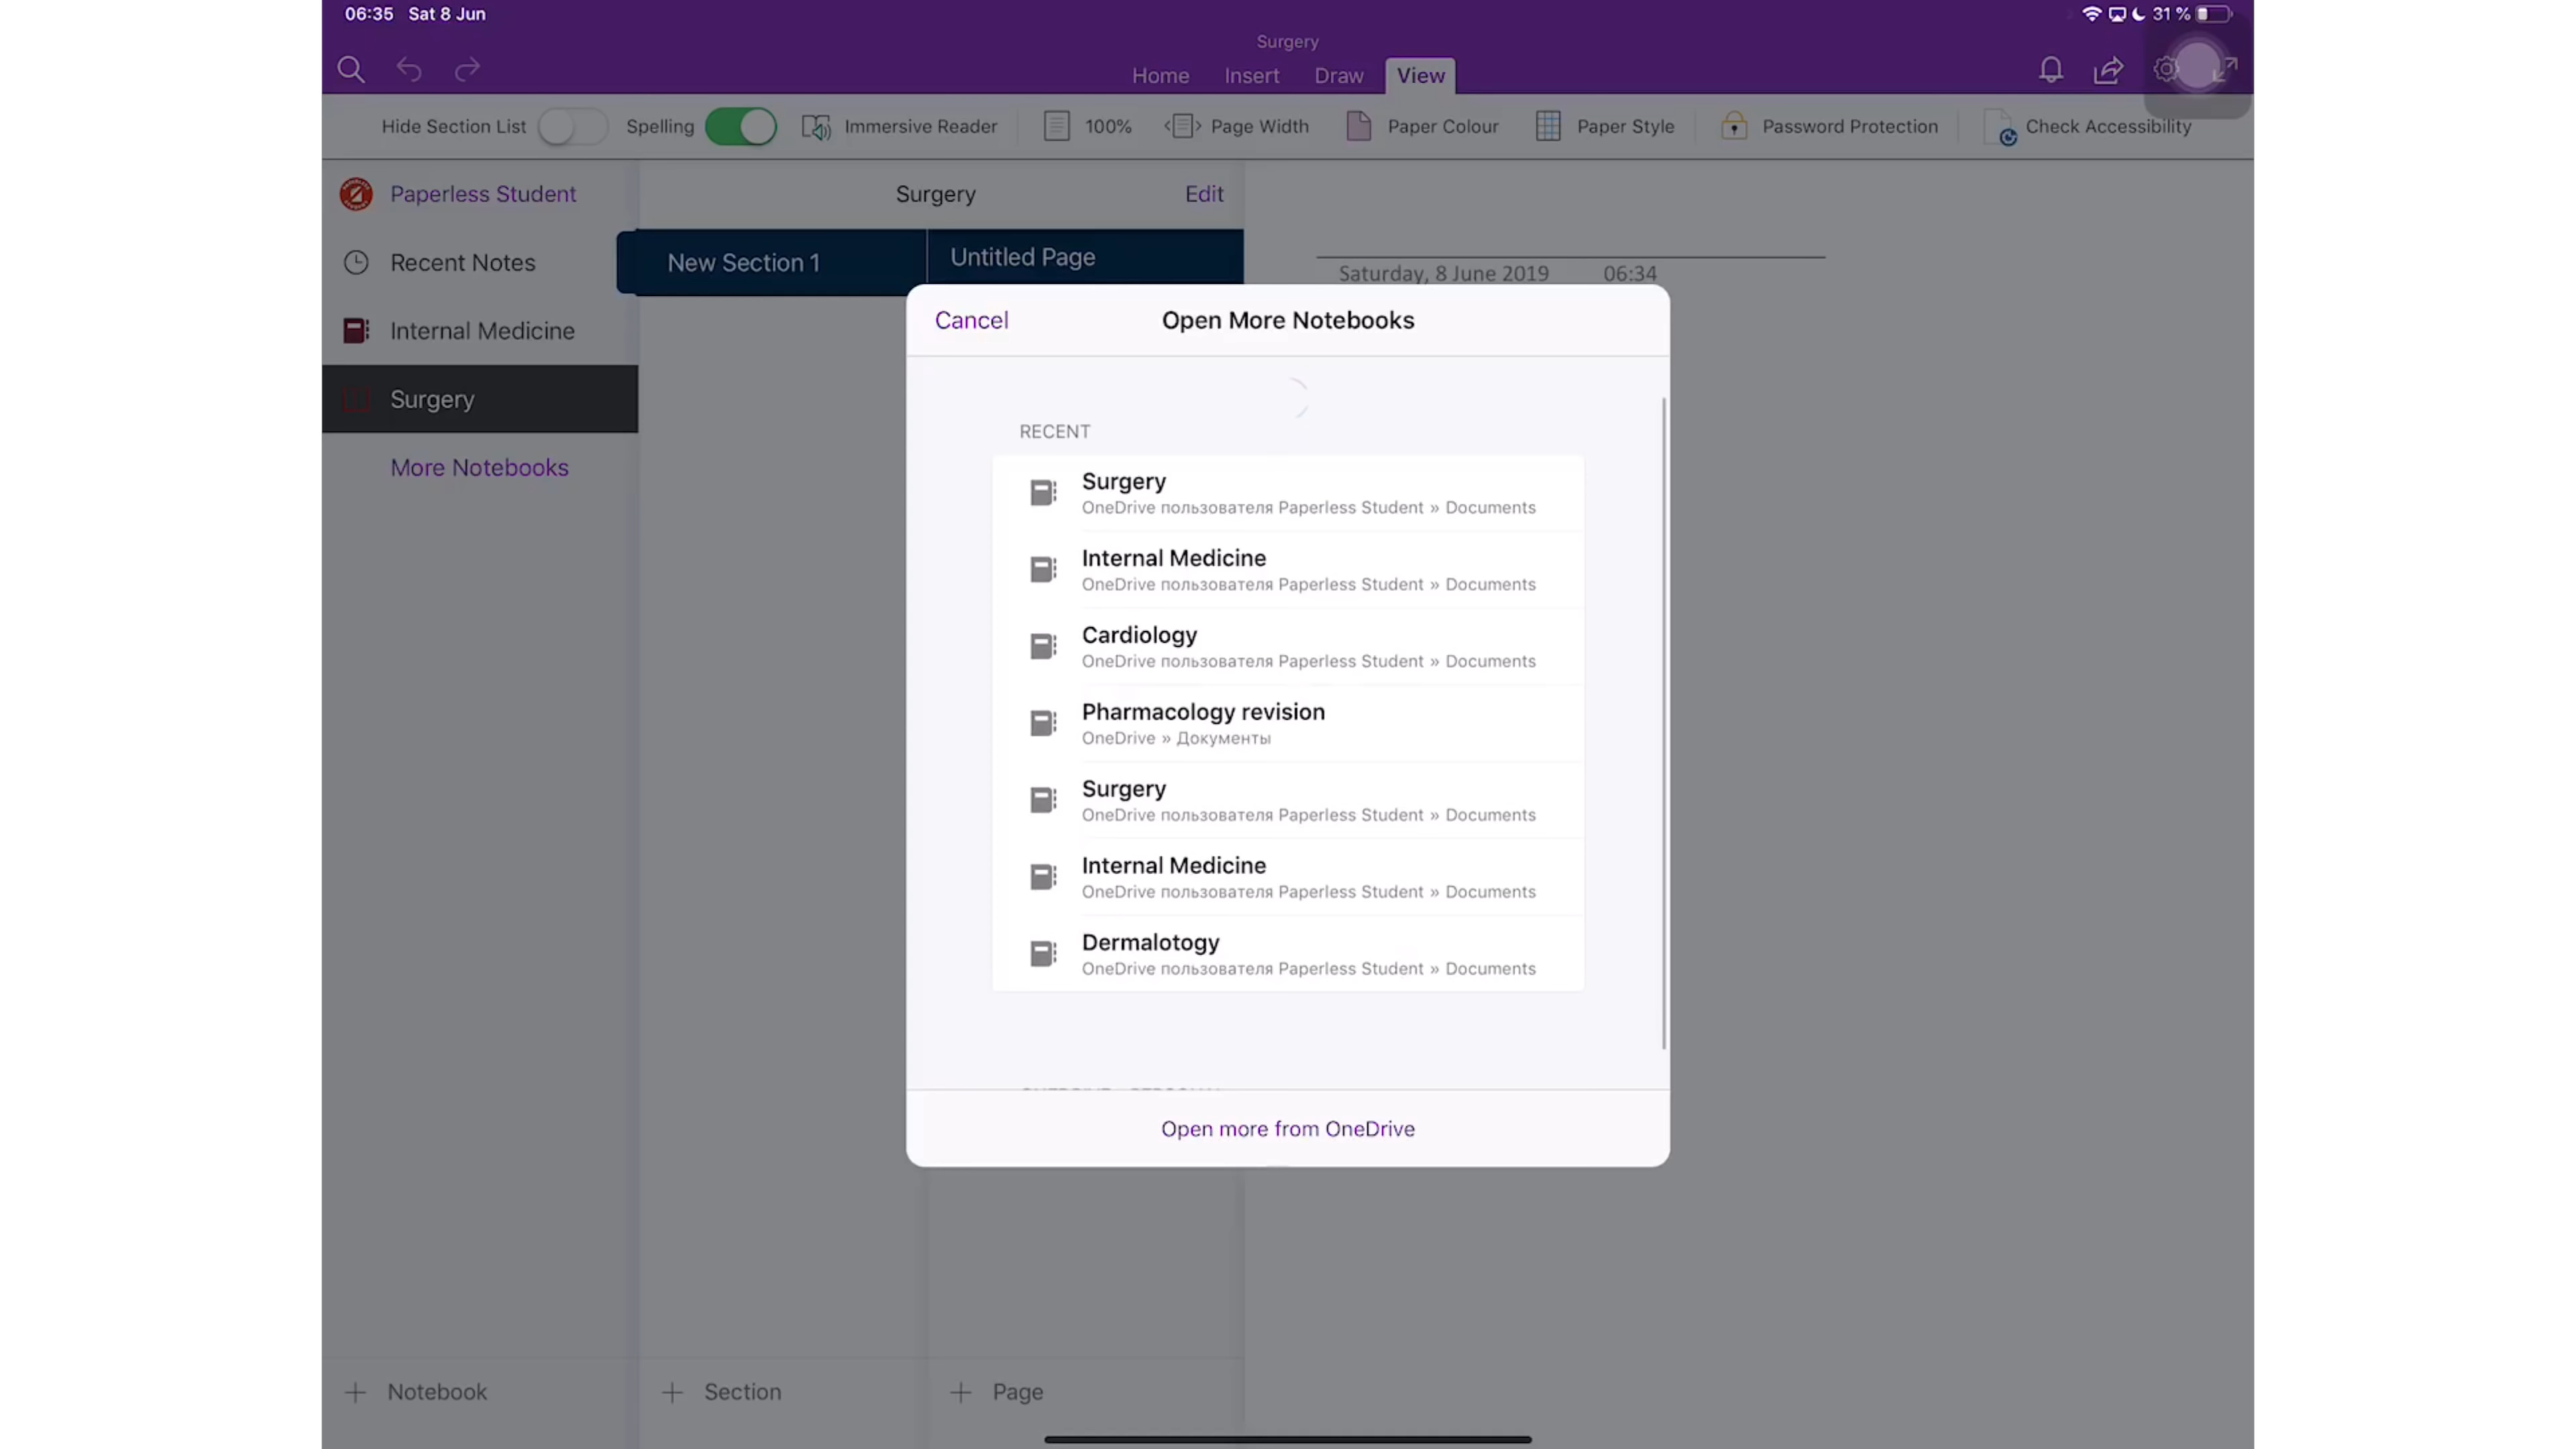 06:35 Sat 8 Jun
31 %
Surgery
Home Insert Draw View
Hide Section List Spelling Immersive Reader 100% Page Width Paper Colour Paper Style Password Protection Check Accessibility
Paperless Student
Surgery Edit
Recent Notes
New Section 1
Untitled Page
Saturday, 8 June 2019 06:34
Internal Medicine
Surgery
More Notebooks
Cancel Open More Notebooks
RECENT
Surgery
OneDrive пользователя Paperless Student » Documents
Internal Medicine
OneDrive пользователя Paperless Student » Documents
Cardiology
OneDrive пользователя Paperless Student » Documents
Pharmacology revision
OneDrive » Документы
Surgery
OneDrive пользователя Paperless Student » Documents
Internal Medicine
OneDrive пользователя Paperless Student » Documents
Dermalotogy
OneDrive пользователя Paperless Student » Documents
Open more from OneDrive
Notebook Section Page